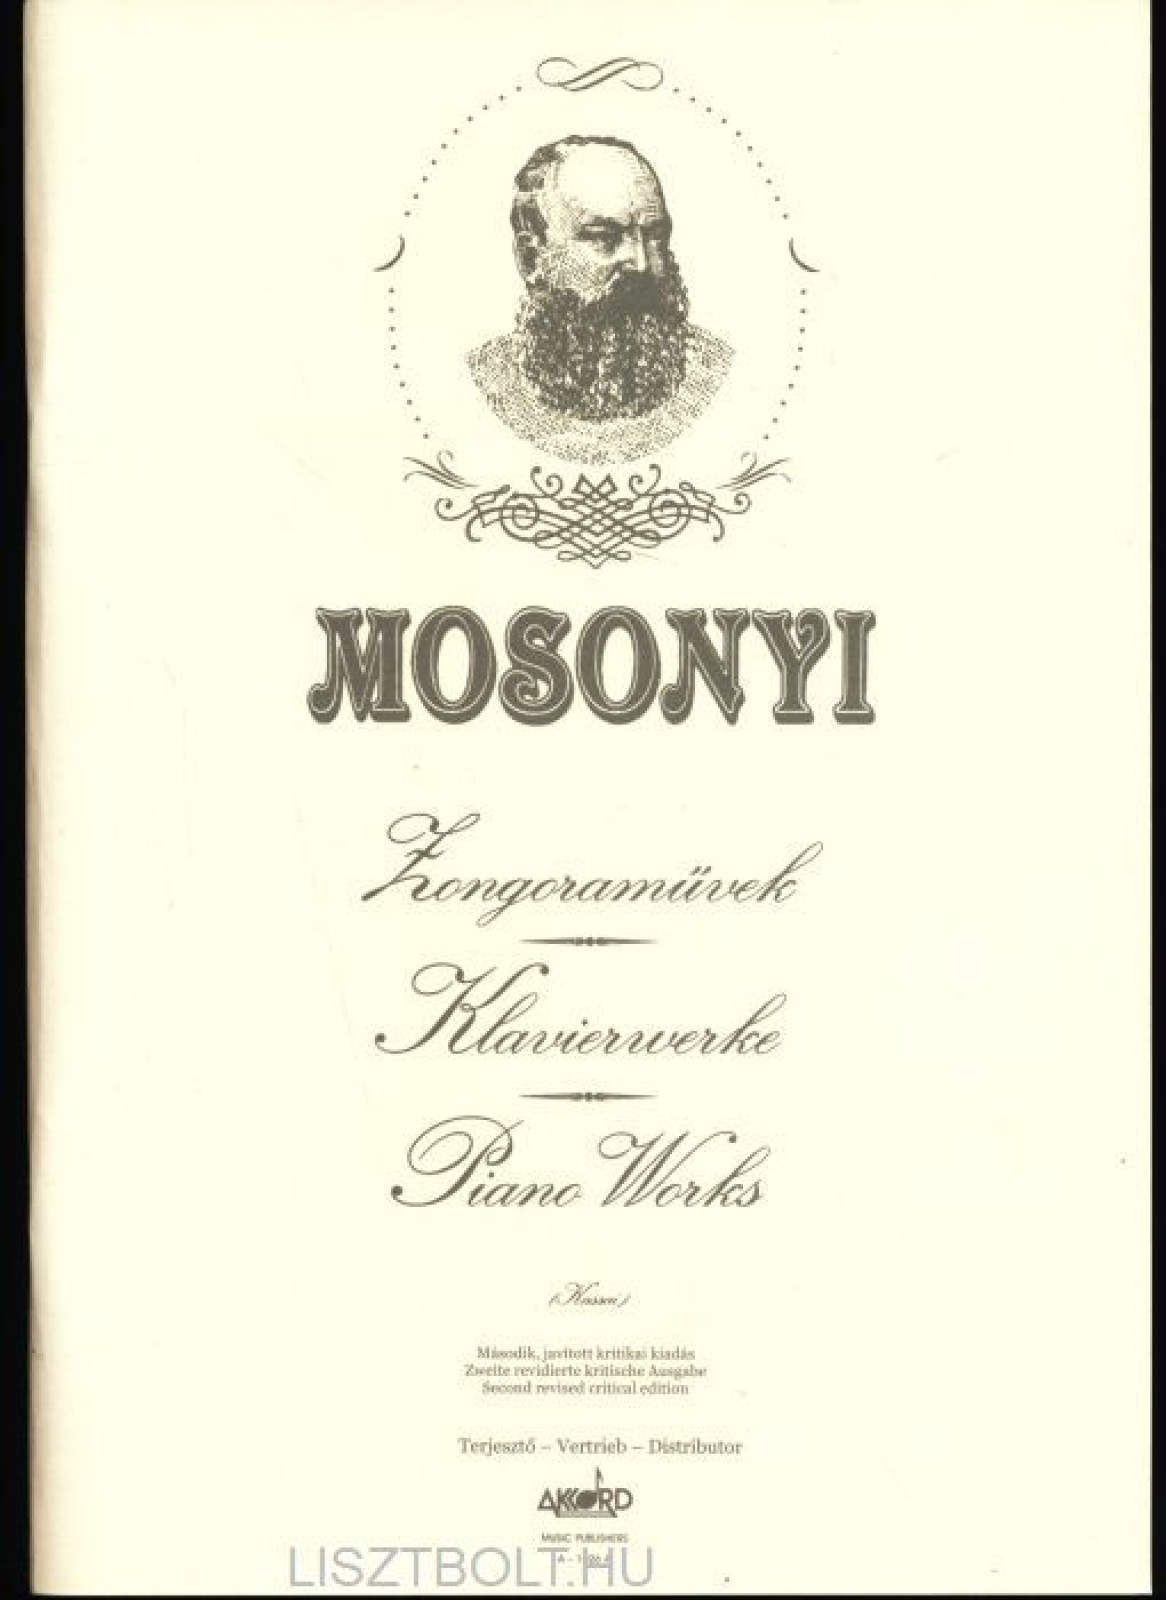 MOSONYI
Zongoraművek
Klavierwerke
Piano Works
(Kassai)
Második, javított kritikai kiadás
Zweite revidierte kritische Ausgabe
Second revised critical edition
Terjesztő – Vertrieb – Distributor
AKKORD
MUSIC PUBLISHERS
LISZTBOLT.HU